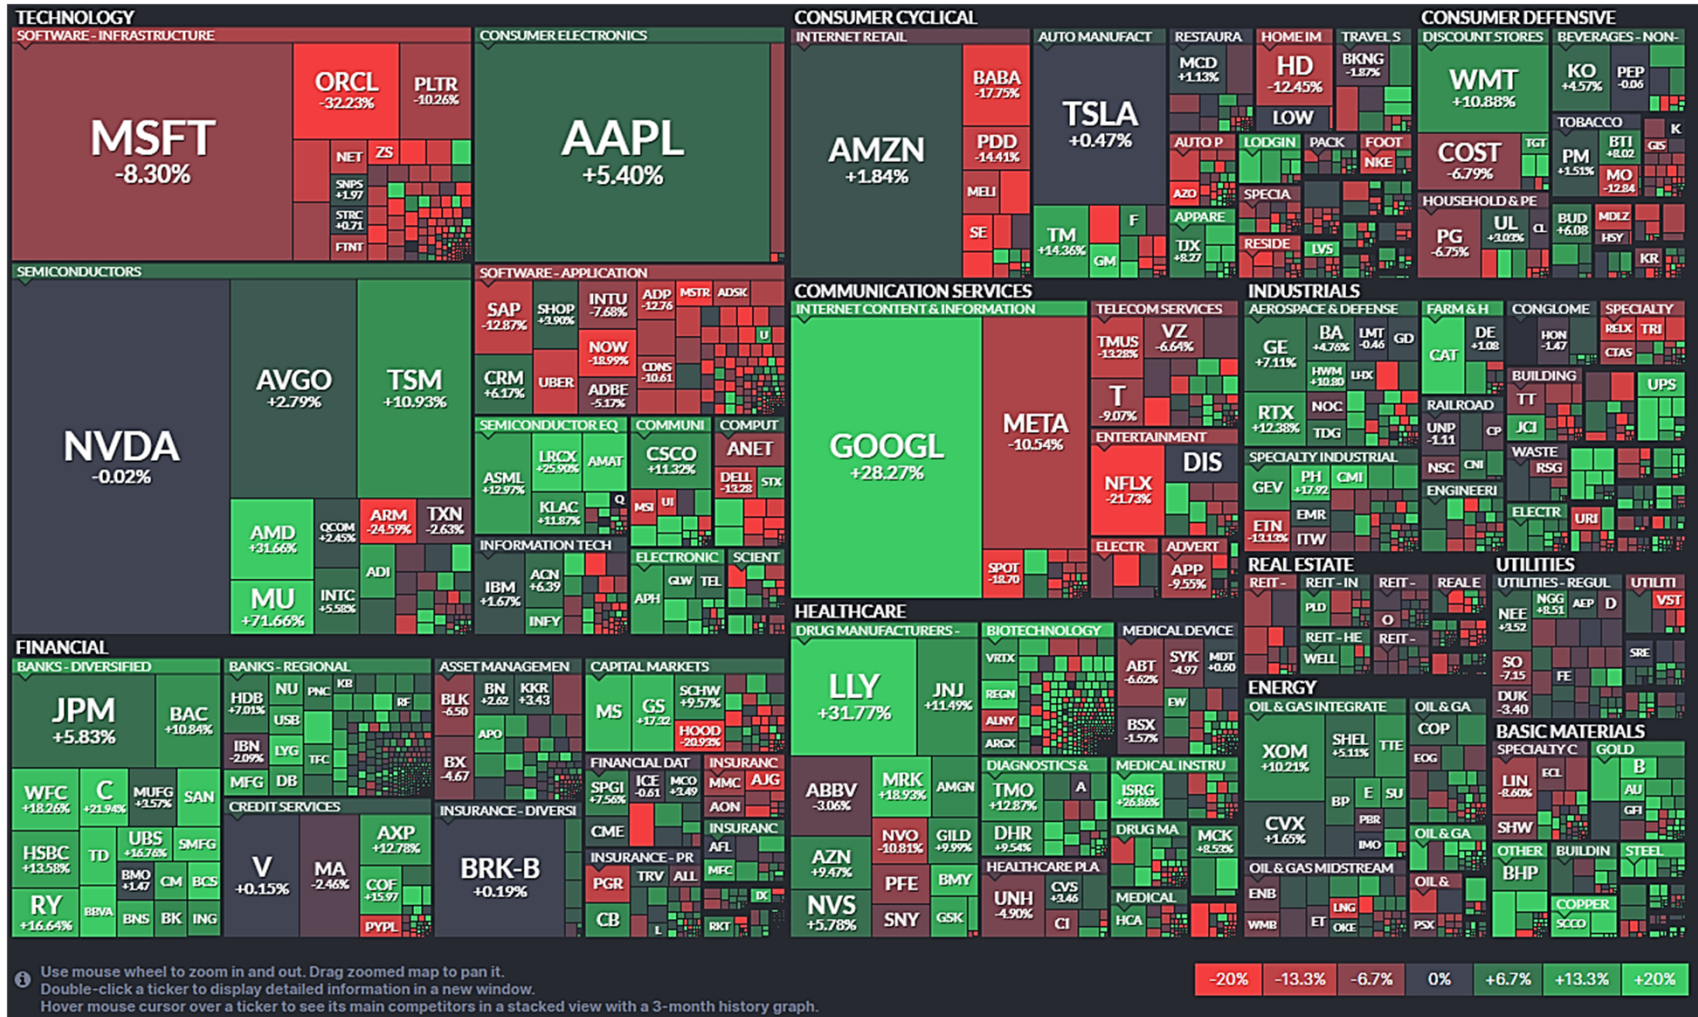 TECHNOLOGY
SOFTWARE - INFRASTRUCTURE
MSFT
-8.30%
ORCL
-32.23%
PLTR
-10.26%
NET
ZS
SNPS
+1.97
STRC
+0.71
FTNT
CONSUMER ELECTRONICS
AAPL
+5.40%
SEMICONDUCTORS
NVDA
-0.02%
AVGO
+2.79%
TSM
+10.93%
AMD
+31.66%
MU
+71.66%
QCOM
+2.45%
INTC
+5.58%
ARM
-24.59%
TXN
-2.63%
ADI
SOFTWARE - APPLICATION
SAP
-12.87%
SHOP
+3.90%
INTU
-7.68%
ADP
-12.76
MSTR
ADSK
CRM
+6.17%
UBER
NOW
-18.99%
ADBE
-5.17%
CDNS
-10.61
U
SEMICONDUCTOR EQ
ASML
+12.97%
LRCX
+25.90%
AMAT
KLAC
+11.87%
Q
COMMUNI
CSCO
+11.32%
MSI
UI
COMPUT
ANET
DELL
-13.28
STX
INFORMATION TECH
IBM
+1.67%
ACN
+6.39
INFY
ELECTRONIC
APH
GLW
TEL
SCIENT
CONSUMER CYCLICAL
INTERNET RETAIL
AMZN
+1.84%
BABA
-17.75%
PDD
-14.41%
MELI
SE
AUTO MANUFACT
TSLA
+0.47%
TM
+14.36%
F
GM
RESTAURA
MCD
+1.13%
HOME IM
HD
-12.45%
LOW
TRAVEL S
BKNG
-1.87%
AUTO P
AZO
LODGIN
PACK
FOOT
NKE
SPECIA
APPARE
TJX
+8.27
RESIDE
LVS
CONSUMER DEFENSIVE
DISCOUNT STORES
WMT
+10.88%
COST
-6.79%
TGT
BEVERAGES - NON-
KO
+4.57%
PEP
-0.06
TOBACCO
PM
+1.51%
BTI
+8.02
MO
-12.84
K
GIS
HOUSEHOLD & PE
PG
-6.75%
UL
+3.03%
CL
BUD
+6.08
MDLZ
HSY
KR
COMMUNICATION SERVICES
INTERNET CONTENT & INFORMATION
GOOGL
+28.27%
META
-10.54%
SPOT
-18.70
TELECOM SERVICES
TMUS
-13.28%
VZ
-6.64%
T
-9.07%
ENTERTAINMENT
NFLX
-21.73%
DIS
ELECTR
ADVERT
APP
-9.55%
INDUSTRIALS
AEROSPACE & DEFENSE
GE
+7.11%
BA
+4.76%
LMT
-0.46
GD
HWM
+10.80
LHX
RTX
+12.38%
NOC
TDG
FARM & H
CAT
DE
+1.08
CONGLOME
HON
-1.47
SPECIALTY
RELX
TRI
CTAS
BUILDING
TT
JCI
UPS
RAILROAD
UNP
-1.11
CP
NSC
CNI
WASTE
RSG
SPECIALTY INDUSTRIAL
GEV
PH
+17.92
CMI
EMR
ETN
-13.13%
ITW
ENGINEERI
ELECTR
URI
HEALTHCARE
DRUG MANUFACTURERS -
LLY
+31.77%
JNJ
+11.49%
ABBV
-3.06%
MRK
+18.93%
AMGN
AZN
+9.47%
NVO
-10.81%
GILD
+9.99%
PFE
BMY
NVS
+5.78%
SNY
GSK
BIOTECHNOLOGY
VRTX
REGN
ALNY
ARGX
MEDICAL DEVICE
ABT
-6.62%
SYK
-4.97
MDT
+0.60
EW
BSX
-1.57%
DIAGNOSTICS &
TMO
+12.87%
A
DHR
+9.54%
MEDICAL INSTRU
ISRG
+26.86%
DRUG MA
MCK
+8.53%
HEALTHCARE PLA
UNH
-4.90%
CVS
+3.46
CI
MEDICAL
HCA
REAL ESTATE
REIT -
REIT - IN
PLD
REIT -
O
REAL E
REIT - HE
WELL
REIT -
UTILITIES
UTILITIES - REGUL
NEE
+3.52
NGG
+8.51
AEP
D
SO
-7.15
FE
DUK
-3.40
UTILITI
VST
SRE
ENERGY
OIL & GAS INTEGRATE
XOM
+10.21%
SHEL
+5.11%
TTE
CVX
+1.65%
BP
E
SU
PBR
IMO
OIL & GA
COP
EOG
OIL & GA
OIL & GAS MIDSTREAM
ENB
WMB
ET
LNG
OKE
OIL &
PSX
BASIC MATERIALS
SPECIALTY C
LIN
-8.60%
ECL
SHW
GOLD
B
AU
GFI
OTHER
BHP
BUILDIN
STEEL
COPPER
SCCO
FINANCIAL
BANKS - DIVERSIFIED
JPM
+5.83%
BAC
+10.84%
WFC
+18.26%
C
+21.94%
MUFG
+3.57%
SAN
HSBC
+13.58%
TD
UBS
+16.76%
SMFG
BMO
+1.47
CM
BCS
RY
+16.64%
BBVA
BNS
BK
ING
BANKS - REGIONAL
HDB
+7.01%
NU
PNC
KB
RF
USB
IBN
-2.09%
LYG
TFC
MFG
DB
CREDIT SERVICES
V
+0.15%
MA
-2.46%
AXP
+12.78%
COF
+15.97
PYPL
ASSET MANAGEMEN
BLK
-6.50
BN
+2.62
KKR
+3.43
APO
BX
-4.67
INSURANCE - DIVERSI
BRK-B
+0.19%
CAPITAL MARKETS
MS
GS
+17.32
SCHW
+9.57%
HOOD
-20.93%
FINANCIAL DAT
SPGI
+7.56%
ICE
-0.61
MCO
+3.49
CME
INSURANC
MMC
AJG
AON
INSURANC
AFL
MFC
INSURANCE - PR
PGR
TRV
ALL
CB
L
IX
RKT
Use mouse wheel to zoom in and out. Drag zoomed map to pan it.
Double-click a ticker to display detailed information in a new window.
Hover mouse cursor over a ticker to see its main competitors in a stacked view with a 3-month history graph.
-20%
-13.3%
-6.7%
0%
+6.7%
+13.3%
+20%